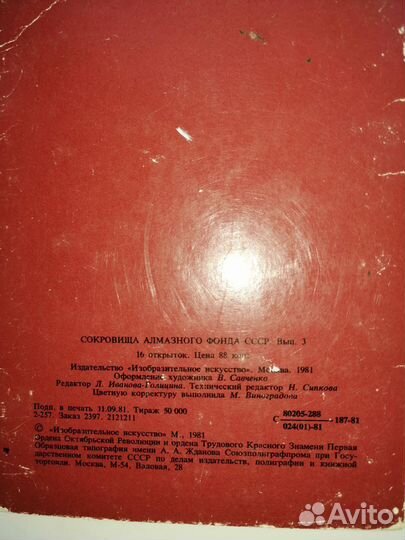 СОКРОВИЩА АЛМАЗНОГО ФОНДА СССР. Вып. 3
16 открыток. Цена 88 коп.
Издательство «Изобразительное искусство». Москва. 1981
Оформление художника В. Савченко
Редактор Л. Иванова-Голицина. Технический редактор Н. Сипкова
Цветную корректуру выполнила М. Виноградова
Подп. в печать 11.09.81. Тираж 50 000
2-257. Заказ 2397. 2121211
С 80205-288
024(01)-81 187-81
© «Изобразительное искусство» М., 1981
Ордена Октябрьской Революции и ордена Трудового Красного Знамени Первая
Образцовая типография имени А. А. Жданова Союзполиграфпрома при Госу-
дарственном комитете СССР по делам издательств, полиграфии и книжной
торговли. Москва, М-54, Валовая, 28
Avito